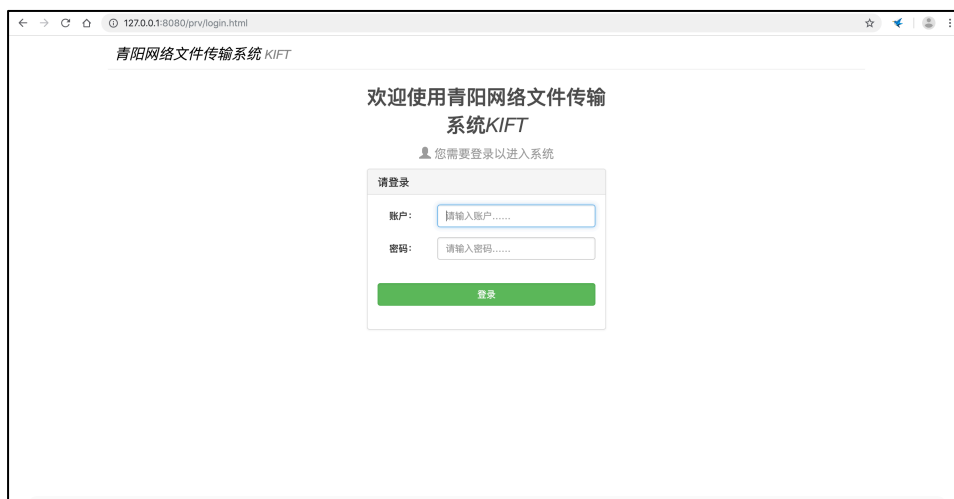 127.0.0.1:8080/prv/login.html
青阳网络文件传输系统 KIFT
欢迎使用青阳网络文件传输
系统KIFT
您需要登录以进入系统
请登录
账户：
请输入账户......
密码：
请输入密码......
登录